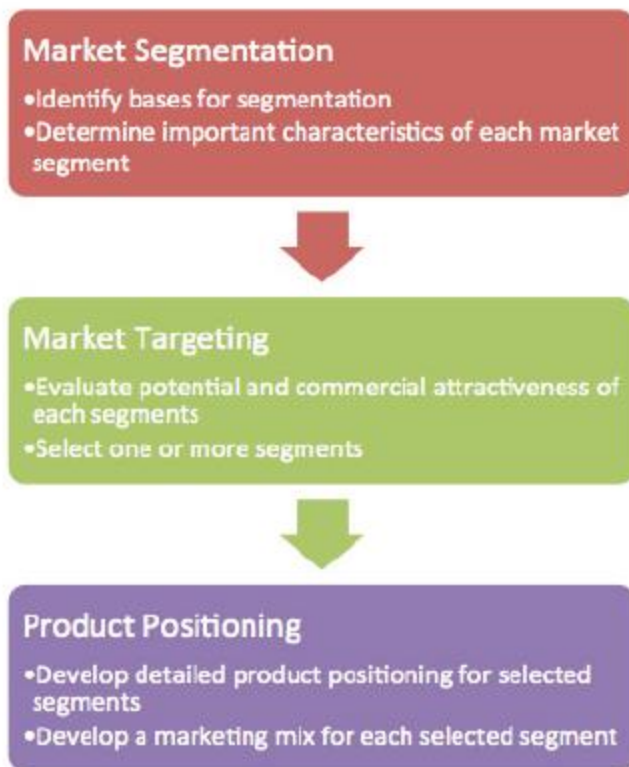 Market Segmentation
•Identify bases for segmentation
•Determine important characteristics of each market
segment
Market Targeting
•Evaluate potential and commercial attractiveness of
each segments
•Select one or more segments
Product Positioning
•Develop detailed product positioning for selected
segments
•Develop a marketing mix for each selected segment